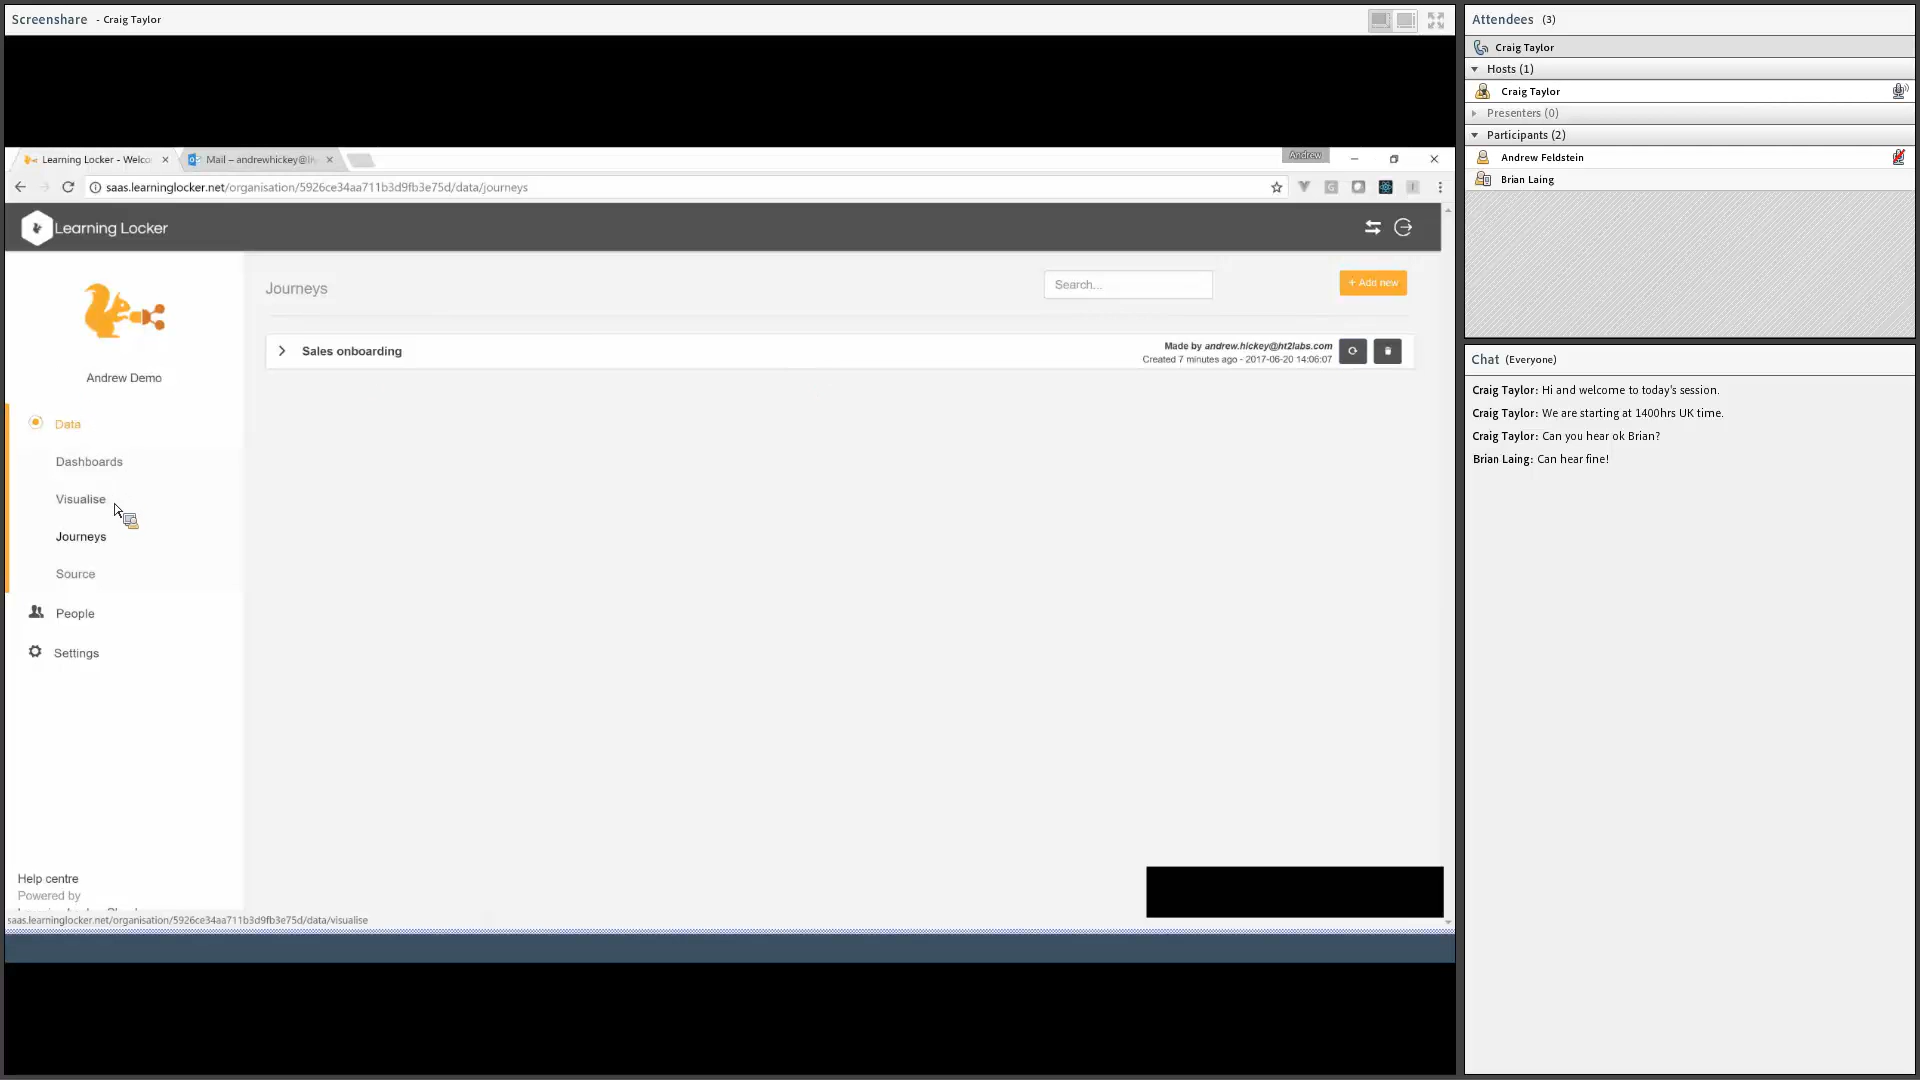 Screenshare - Craig Taylor
Learning Locker - Welco
Mail – andrewhickey@li
Andrew
saas.learninglocker.net/organisation/5926ce34aa711b3d9fb3e75d/data/journeys
Learning Locker
Andrew Demo
Data
Dashboards
Visualise
Journeys
Source
People
Settings
Help centre
Powered by
saas.learninglocker.net/organisation/5926ce34aa711b3d9fb3e75d/data/visualise
Journeys
Search...
+ Add new
Sales onboarding
Made by andrew.hickey@ht2labs.com
Created 7 minutes ago - 2017-06-20 14:06:07
Attendees (3)
Craig Taylor
Hosts (1)
Craig Taylor
Presenters (0)
Participants (2)
Andrew Feldstein
Brian Laing
Chat (Everyone)
Craig Taylor: Hi and welcome to today's session.
Craig Taylor: We are starting at 1400hrs UK time.
Craig Taylor: Can you hear ok Brian?
Brian Laing: Can hear fine!